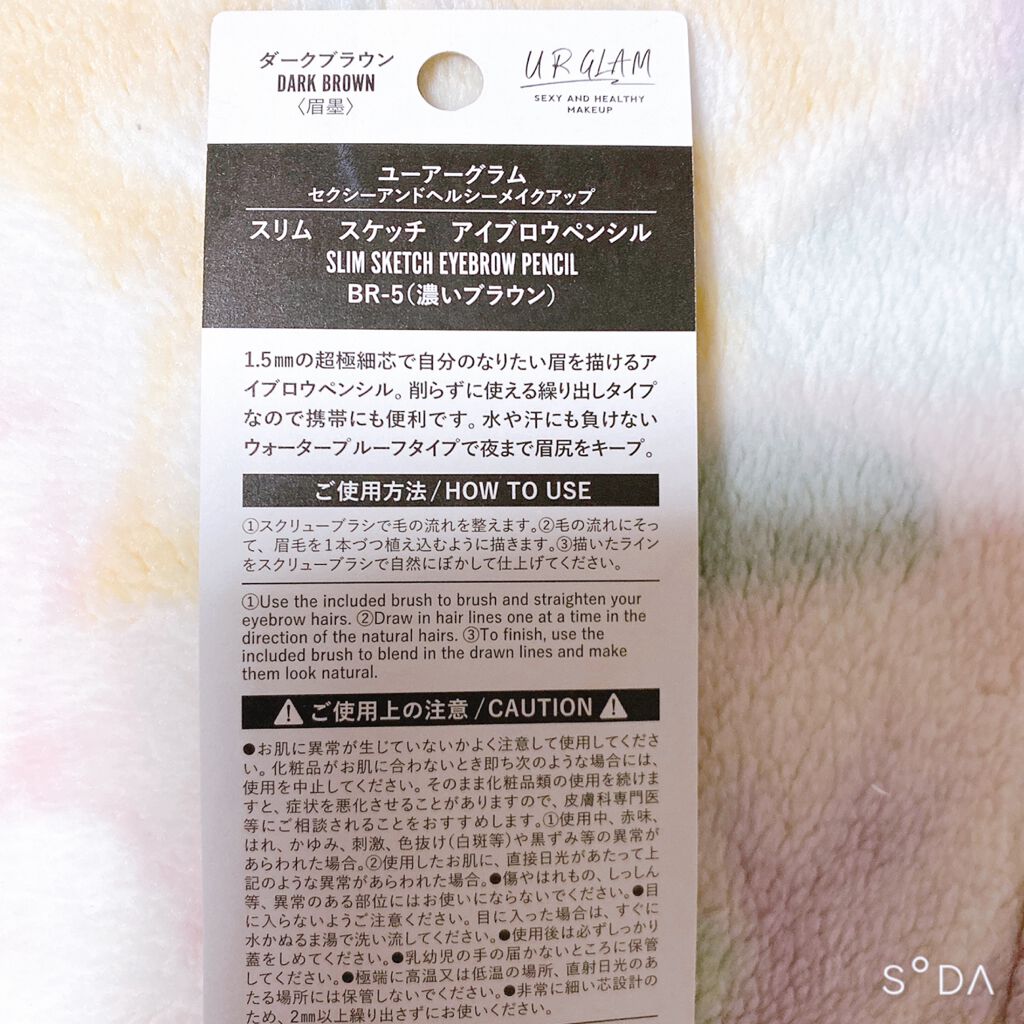 ダークブラウン
DARK BROWN
〈眉墨〉
UR GLAM
SEXY AND HEALTHY
MAKEUP
ユーアーグラム
セクシーアンドヘルシーメイクアップ
スリム　スケッチ　アイブロウペンシル
SLIM SKETCH EYEBROW PENCIL
BR-5(濃いブラウン)
1.5mmの超極細芯で自分のなりたい眉を描けるア
イブロウペンシル。削らずに使える繰り出しタイプ
なので携帯にも便利です。水や汗にも負けない
ウォータープルーフタイプで夜まで眉尻をキープ。
ご使用方法/HOW TO USE
①スクリューブラシで毛の流れを整えます。②毛の流れにそっ
て、眉毛を1本づつ植え込むように描きます。③描いたライン
をスクリューブラシで自然にぼかして仕上げてください。
①Use the included brush to brush and straighten your
eyebrow hairs. ②Draw in hair lines one at a time in the
direction of the natural hairs. ③To finish, use the
included brush to blend in the drawn lines and make
them look natural.
ご使用上の注意/CAUTION
●お肌に異常が生じていないかよく注意して使用してくださ
い。化粧品がお肌に合わないとき即ち次のような場合には、
使用を中止してください。そのまま化粧品類の使用を続けま
すと、症状を悪化させることがありますので、皮膚科専門医
等にご相談されることをおすすめします。①使用中、赤味、
はれ、かゆみ、刺激、色抜け(白斑等)や黒ずみ等の異常が
あらわれた場合。②使用したお肌に、直接日光があたって上
記のような異常があらわれた場合。●傷やはれもの、しっしん
等、異常のある部位にはお使いにならないでください。●目
に入らないようご注意ください。目に入った場合は、すぐに
水かぬるま湯で洗い流してください。●使用後は必ずしっかり
蓋をしめてください。●乳幼児の手の届かないところに保管
してください。●極端に高温又は低温の場所、直射日光のあ
たる場所には保管しないでください。●非常に細い芯設計の
ため、2mm以上繰り出さずにお使いください。
SODA